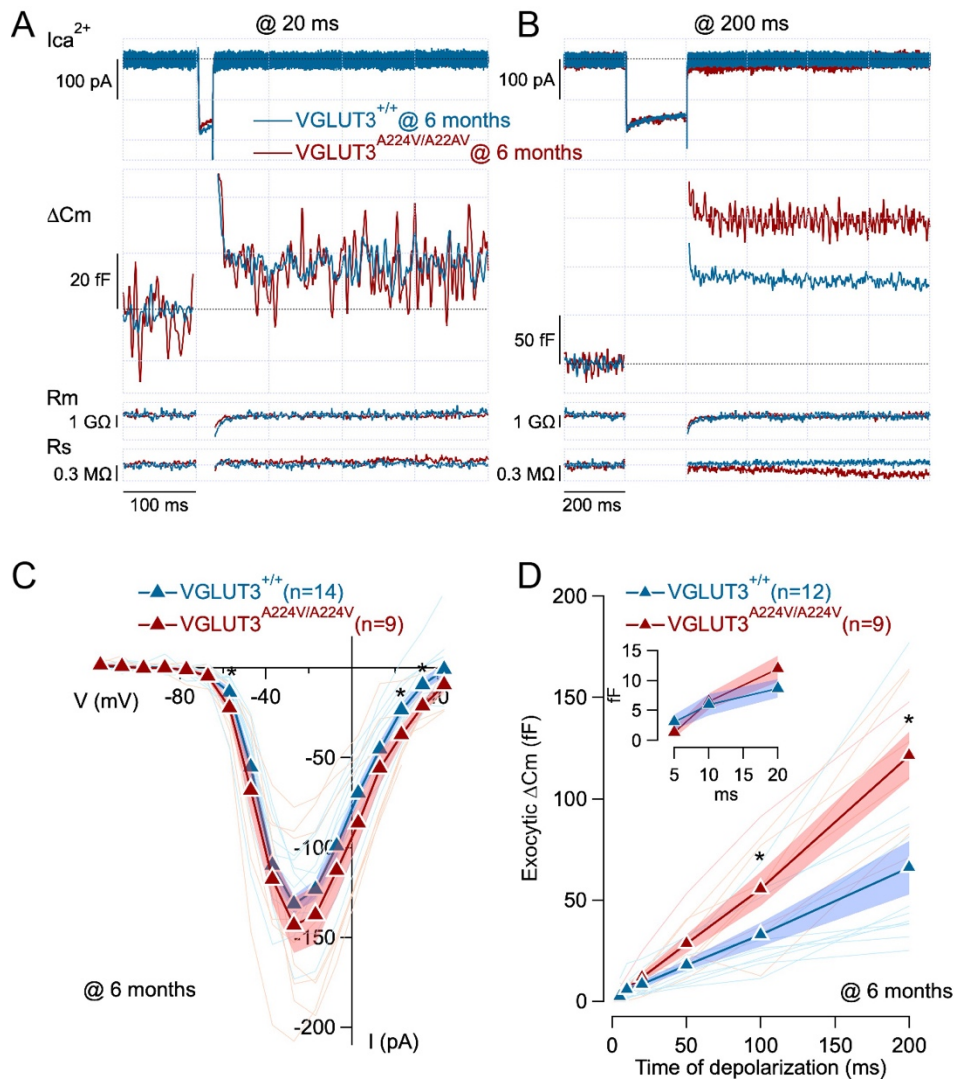 A
@ 20 ms
Ica2+
100 pA
VGLUT3+/+ @ 6 months
VGLUT3A224V/A22AV @ 6 months
ΔCm
20 fF
Rm
1 GΩ
Rs
0.3 MΩ
100 ms
B
@ 200 ms
100 pA
50 fF
1 GΩ
0.3 MΩ
200 ms
C
VGLUT3+/+ (n=14)
VGLUT3A224V/A224V (n=9)
V (mV)
-80
-40
*
*
*
-50
-100
-150
-200
I (pA)
@ 6 months
D
VGLUT3+/+ (n=12)
VGLUT3A224V/A224V (n=9)
200
150
100
50
0
Exocytic ΔCm (fF)
15
10
5
0
fF
5
10
15
20
ms
*
*
@ 6 months
0
50
100
150
200
Time of depolarization (ms)